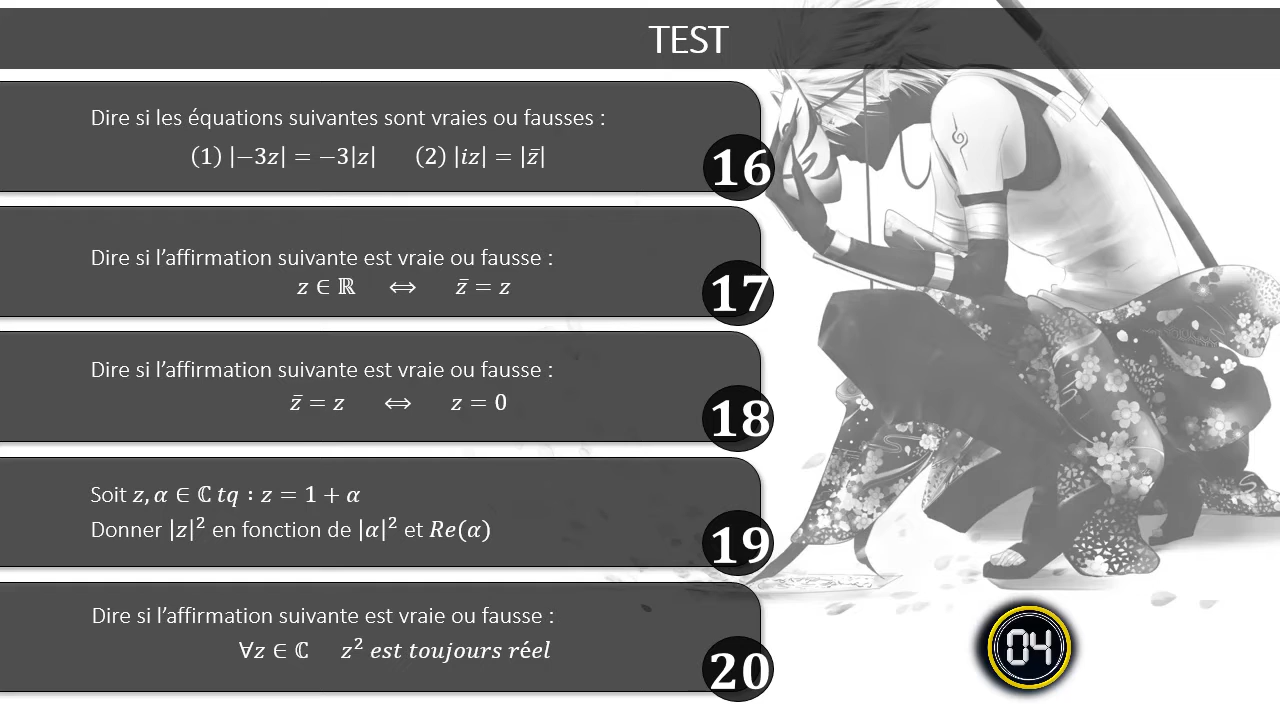 TEST
Dire si les équations suivantes sont vraies ou fausses :
(1) |−3z| = −3|z| (2) |iz| = |z̄|
16
Dire si l’affirmation suivante est vraie ou fausse :
z ∈ ℝ ⟺ z̄ = z
17
Dire si l’affirmation suivante est vraie ou fausse :
z̄ = z ⟺ z = 0
18
Soit z, α ∈ ℂ tq : z = 1 + α
Donner |z|² en fonction de |α|² et Re(α)
19
Dire si l’affirmation suivante est vraie ou fausse :
∀z ∈ ℂ z² est toujours réel
20
04